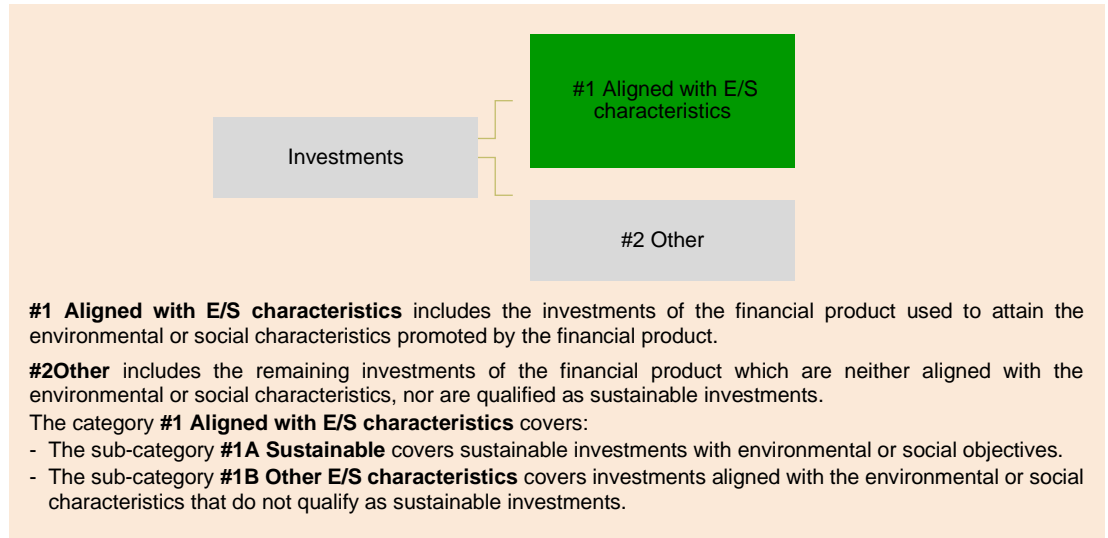 #1 Aligned with E/S
characteristics
Investments
#2 Other
#1 Aligned with E/S characteristics includes the investments of the financial product used to attain the
environmental or social characteristics promoted by the financial product.
#2Other includes the remaining investments of the financial product which are neither aligned with the
environmental or social characteristics, nor are qualified as sustainable investments.
The category #1 Aligned with E/S characteristics covers:
- The sub-category #1A Sustainable covers sustainable investments with environmental or social objectives.
- The sub-category #1B Other E/S characteristics covers investments aligned with the environmental or social
characteristics that do not qualify as sustainable investments.